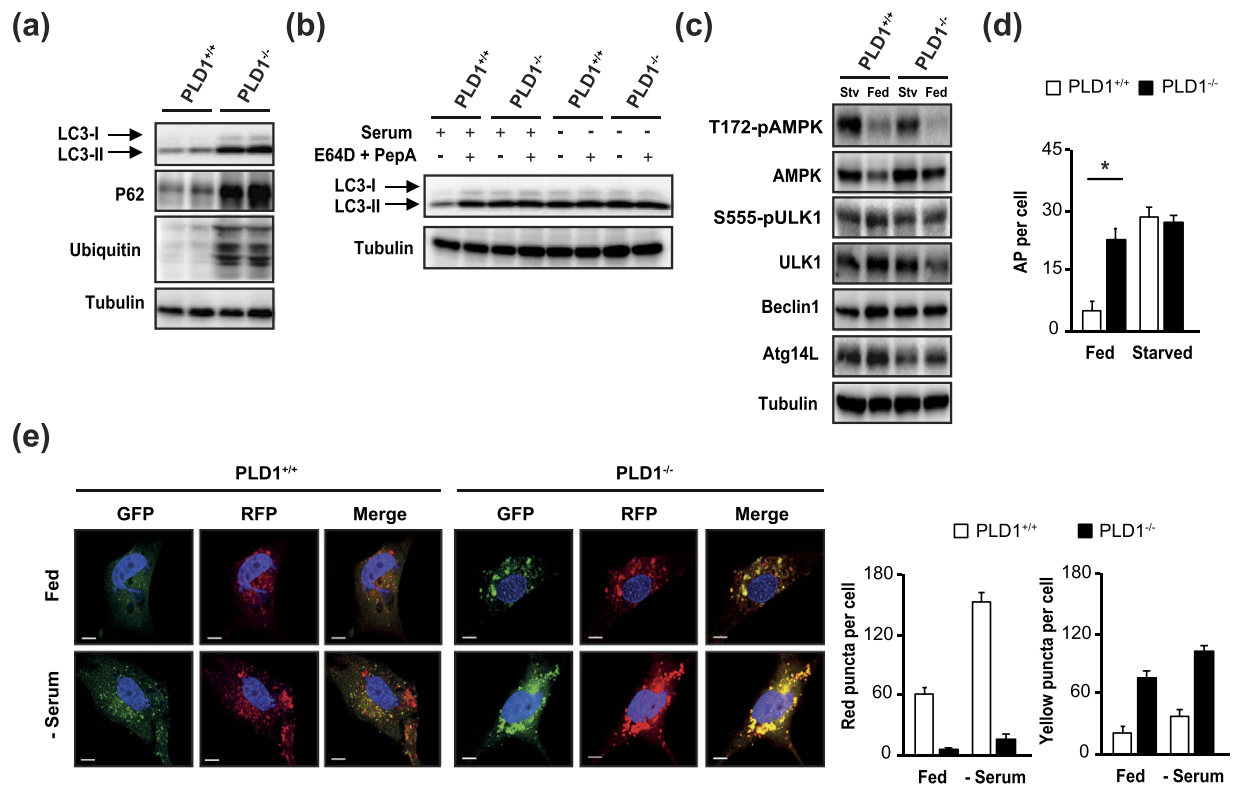 (a)
PLD1+/+ PLD1-/-
LC3-I
LC3-II
P62
Ubiquitin
Tubulin
(b)
PLD1+/+ PLD1-/- PLD1+/+ PLD1-/-
Serum + + + + - - - -
E64D + PepA - + - + - + - +
LC3-I
LC3-II
Tubulin
(c)
PLD1+/+ PLD1-/-
Stv Fed Stv Fed
T172-pAMPK
AMPK
S555-pULK1
ULK1
Beclin1
Atg14L
Tubulin
(d)
PLD1+/+ PLD1-/-
AP per cell
45
30
15
0
*
Fed Starved
(e)
PLD1+/+ PLD1-/-
GFP RFP Merge GFP RFP Merge
Fed
- Serum
PLD1+/+ PLD1-/-
Red puncta per cell
180
120
60
0
Fed - Serum
Yellow puncta per cell
180
120
60
0
Fed - Serum